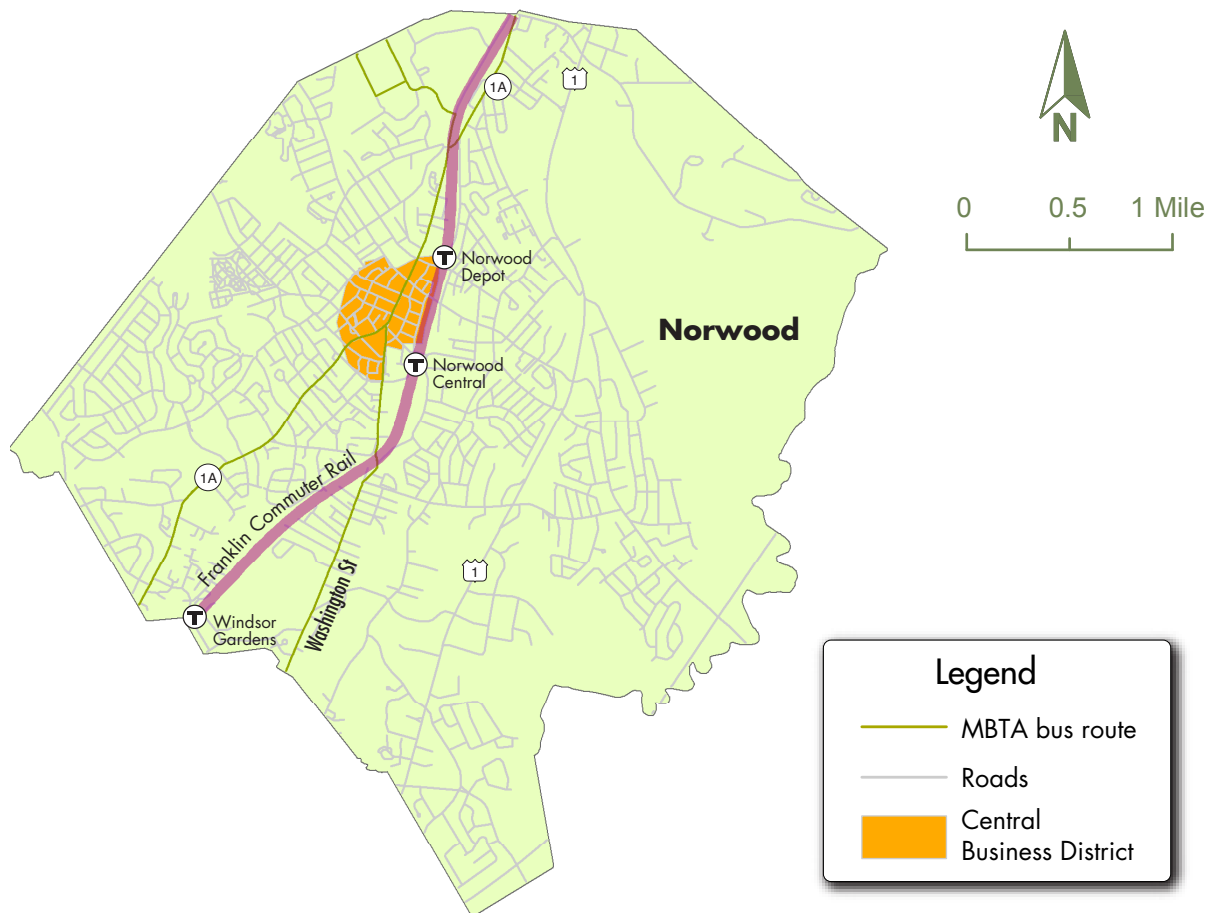 1A
1
N
0 0.5 1 Mile
T
Norwood
Depot
Norwood
T
Norwood
Central
1A
Franklin Commuter Rail
1
Washington St
T
Windsor
Gardens
Legend
MBTA bus route
Roads
Central
Business District